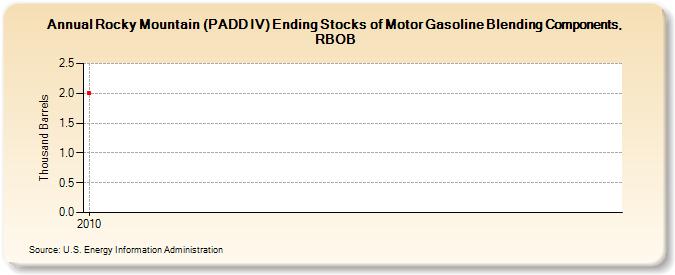 Annual Rocky Mountain (PADD IV) Ending Stocks of Motor Gasoline Blending Components,
RBOB
Thousand Barrels
2.5
2.0
1.5
1.0
0.5
0.0
2010
Source: U.S. Energy Information Administration